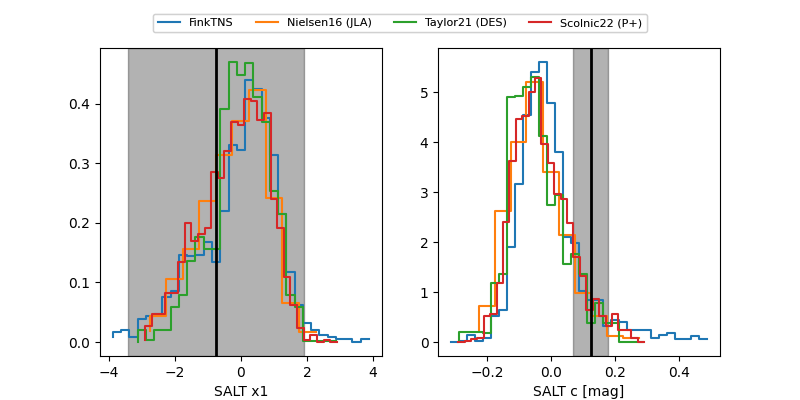 FinkTNS Nielsen16 (JLA) Taylor21 (DES) Scolnic22 (P+)
0.4
0.3
0.2
0.1
0.0
−4 −2 0 2 4
SALT x1
5
4
3
2
1
0
−0.2 0.0 0.2 0.4
SALT c [mag]